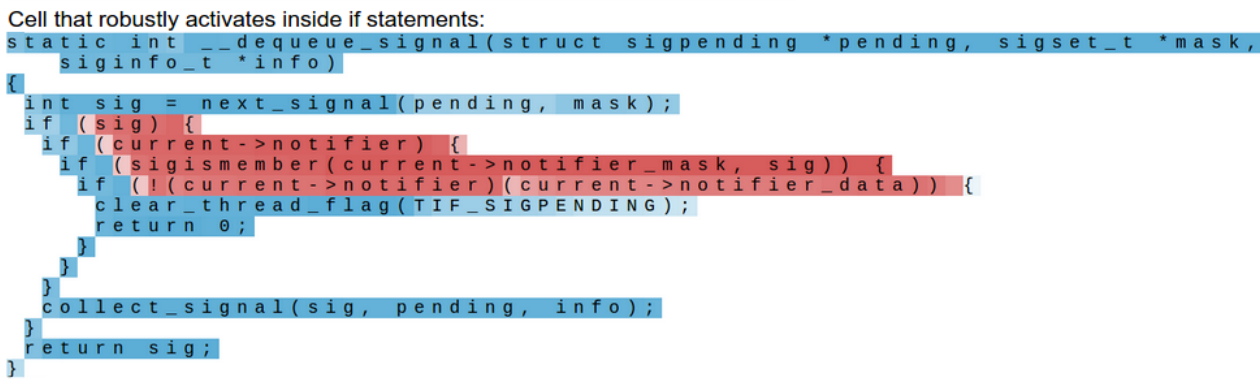 Cell that robustly activates inside if statements:
static int __dequeue_signal(struct sigpending *pending, sigset_t *mask,
siginfo_t *info)
{
int sig = next_signal(pending, mask);
if (sig) {
if (current->notifier) {
if (sigismember(current->notifier_mask, sig)) {
if (!(current->notifier)(current->notifier_data)) {
clear_thread_flag(TIF_SIGPENDING);
return 0;
}
}
}
collect_signal(sig, pending, info);
}
return sig;
}